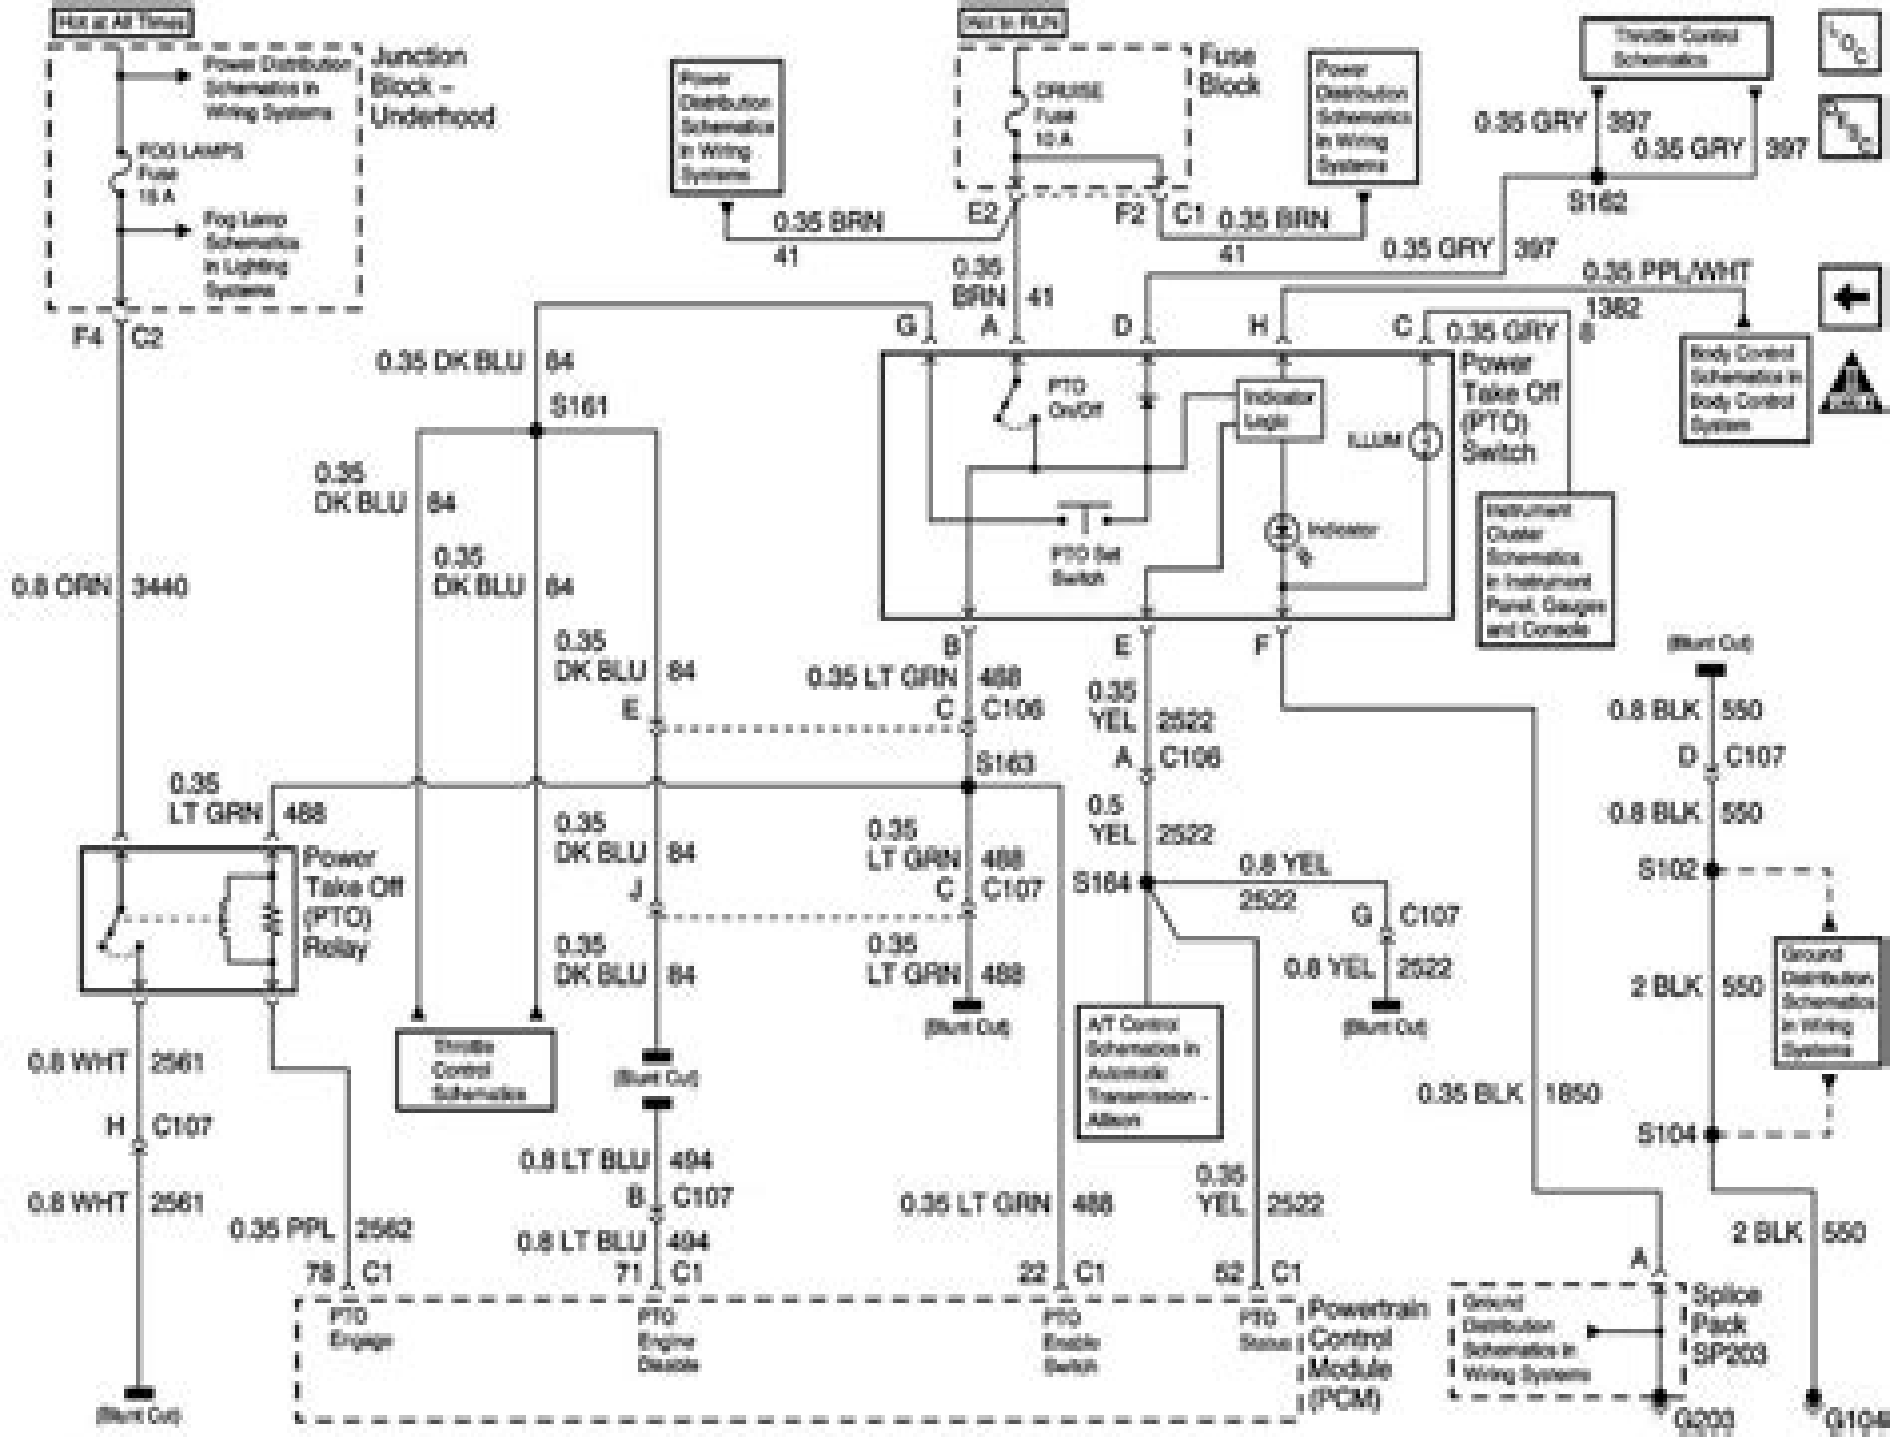 Hot at All Times
Power Distribution
Schematics in
Wiring Systems
Junction
Block –
Underhood
FOG LAMPS
Fuse
15 A
Fog Lamp
Schematics
in Lighting
Systems
F4 C2
Power
Distribution
Schematics
in Wiring
Systems
0.35 BRN
41
Hot In RUN
CRUISE
Fuse
10 A
Fuse
Block
E2
F2 C1
0.35 BRN
41
Power
Distribution
Schematics
in Wiring
Systems
Throttle Control
Schematics
L
O
C
D
E
S
C
0.35 GRY 397
0.35 GRY 397
S162
0.35 GRY 397
0.35 PPL/WHT
1382
0.35
BRN 41
G
A
D
H
C
0.35 GRY 8
Body Control
Schematics in
Body Control
System
0.35 DK BLU 84
S161
0.35
DK BLU 84
0.35
DK BLU 84
0.35
DK BLU 84
PTO
On/Off
Indicator
Logic
ILLUM
Indicator
PTO Set
Switch
Power
Take Off
(PTO)
Switch
Instrument
Cluster
Schematics
in Instrument
Panel, Gauges
and Console
0.8 ORN 3440
B
E
F
0.35 LT GRN 488
E
C C106
S163
0.35
YEL 2522
A C106
0.5
YEL 2522
S164
0.8 YEL
2522
G C107
0.8 YEL 2522
(Blunt Cut)
(Blunt Cut)
0.8 BLK 550
D C107
0.8 BLK 550
S102
2 BLK 550
Ground
Distribution
Schematics
in Wiring
Systems
S104
2 BLK 550
G104
0.35
LT GRN 488
Power
Take Off
(PTO)
Relay
0.35
DK BLU 84
J
0.35
DK BLU 84
(Blunt Cut)
0.35
LT GRN 488
C C107
0.35
LT GRN 488
(Blunt Cut)
A/T Control
Schematics in
Automatic
Transmission –
Allison
0.35 BLK 1850
Throttle
Control
Schematics
0.8 WHT 2561
H C107
0.8 WHT 2561
(Blunt Cut)
0.35 PPL 2562
78 C1
0.8 LT BLU 494
B C107
0.8 LT BLU 494
71 C1
0.35 LT GRN 488
22 C1
0.35
YEL 2522
62 C1
PTO
Engage
PTO
Engine
Disable
PTO
Enable
Switch
PTO
Status
Powertrain
Control
Module
(PCM)
A
Ground
Distribution
Schematics in
Wiring Systems
Splice
Pack
SP203
G203